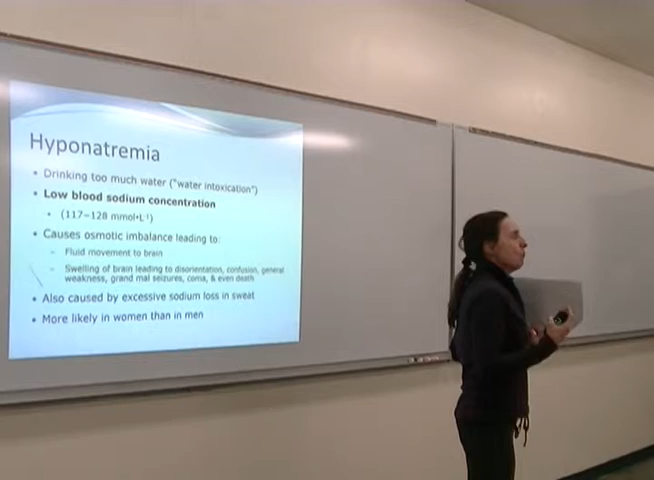 Hyponatremia
• Drinking too much water ("water intoxication")
• Low blood sodium concentration
• (117–128 mmol•L⁻¹)
• Causes osmotic imbalance leading to:
– Fluid movement to brain
– Swelling of brain leading to disorientation, confusion, general
weakness, grand mal seizures, coma, & even death
• Also caused by excessive sodium loss in sweat
• More likely in women than in men